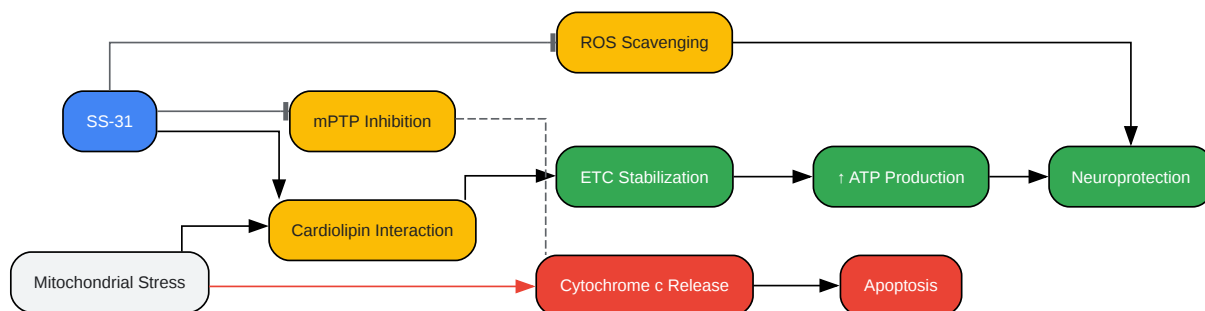 ROS Scavenging
SS-31
mPTP Inhibition
ETC Stabilization
↑ ATP Production
Neuroprotection
Cardiolipin Interaction
Mitochondrial Stress
Cytochrome c Release
Apoptosis